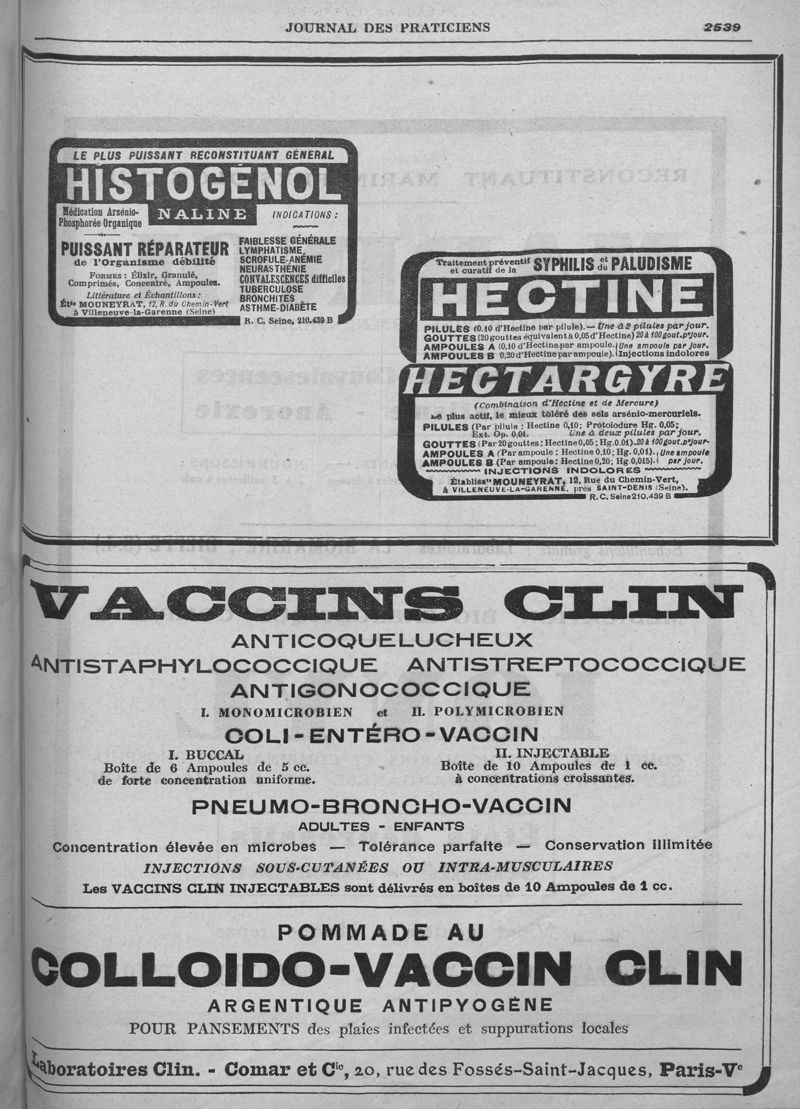 JOURNAL DES PRATICIENS 2539
LE PLUS PUISSANT RECONSTITUANT GÉNÉRAL
HISTOGÉNOL
Médication Arsénio-
Phosphorée Organique
NALINE
INDICATIONS :
PUISSANT RÉPARATEUR
de l'Organisme débilité
FORMES : Élixir, Granulé,
Comprimés, Concentré, Ampoules.
Littérature et Échantillons :
Éts MOUNEYRAT, 12, R. du Chemin-Vert
à Villeneuve-la-Garenne (Seine)
FAIBLESSE GÉNÉRALE
LYMPHATISME,
SCROFULE-ANÉMIE
NEURASTHÉNIE
CONVALESCENCES difficiles
TUBERCULOSE
BRONCHITES
ASTHME-DIABÈTE
R. C. Seine, 210.439 B
Traitement préventif
et curatif de la SYPHILIS et du PALUDISME
HECTINE
PILULES (0.10 d'Hectine par pilule). — Une à 2 pilules par jour.
GOUTTES (20 gouttes équivalent à 0,05 d'Hectine) 20 à 100 gout. p' jour.
AMPOULES A (0,10 d'Hectine par ampoule. Une ampoule par jour.
AMPOULES B 0,20 d'Hectine par ampoule). Injections indolores
HECTARGYRE
(Combinaison d'Hectine et de Mercure)
Le plus actif, le mieux toléré des sels arsénio-mercuriels.
PILULES (Par pilule : Hectine 0,10; Protoiodure Hg. 0,05;
Ext. Op. 0,01. Une à deux pilules par jour.
GOUTTES (Par 20 gouttes : Hectine 0,05; Hg. 0.01). 20 à 100 gout. p' jour.
AMPOULES A (Par ampoule : Hectine 0,10; Hg. 0,01). Une ampoule
AMPOULES B (Par ampoule : Hectine 0,20; Hg. 0,015). par jour.
INJECTIONS INDOLORES
Établissts MOUNEYRAT, 12, Rue du Chemin-Vert,
à VILLENEUVE-LA-GARENNE, près SAINT-DENIS (Seine).
R. C. Seine 210.439 B
VACCINS CLIN
ANTICOQUELUCHEUX
ANTISTAPHYLOCOCCIQUE ANTISTREPTOCOCCIQUE
ANTIGONOCOCCIQUE
I. MONOMICROBIEN et II. POLYMICROBIEN
COLI-ENTÉRO-VACCIN
I. BUCCAL
Boîte de 6 Ampoules de 5 cc.
de forte concentration uniforme.
II. INJECTABLE
Boîte de 10 Ampoules de 1 cc.
à concentrations croissantes.
PNEUMO-BRONCHO-VACCIN
ADULTES - ENFANTS
Concentration élevée en microbes — Tolérance parfaite — Conservation illimitée
INJECTIONS SOUS-CUTANÉES OU INTRA-MUSCULAIRES
Les VACCINS CLIN INJECTABLES sont délivrés en boîtes de 10 Ampoules de 1 cc.
POMMADE AU
COLLOIDO-VACCIN CLIN
ARGENTIQUE ANTIPYOGÈNE
POUR PANSEMENTS des plaies infectées et suppurations locales
Laboratoires Clin. - Comar et Cie, 20, rue des Fossés-Saint-Jacques, Paris-Ve